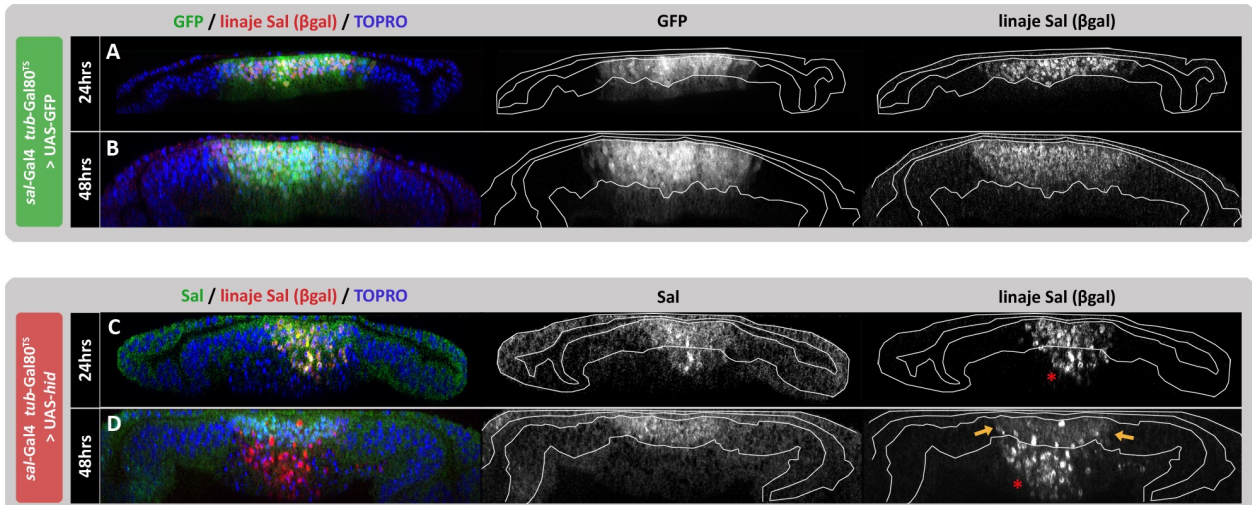 GFP / linaje Sal (βgal) / TOPRO
GFP
linaje Sal (βgal)
sal-Gal4 tub-Gal80TS
> UAS-GFP
24hrs
A
48hrs
B
Sal / linaje Sal (βgal) / TOPRO
Sal
linaje Sal (βgal)
sal-Gal4 tub-Gal80TS
> UAS-hid
24hrs
C
*
48hrs
D
*